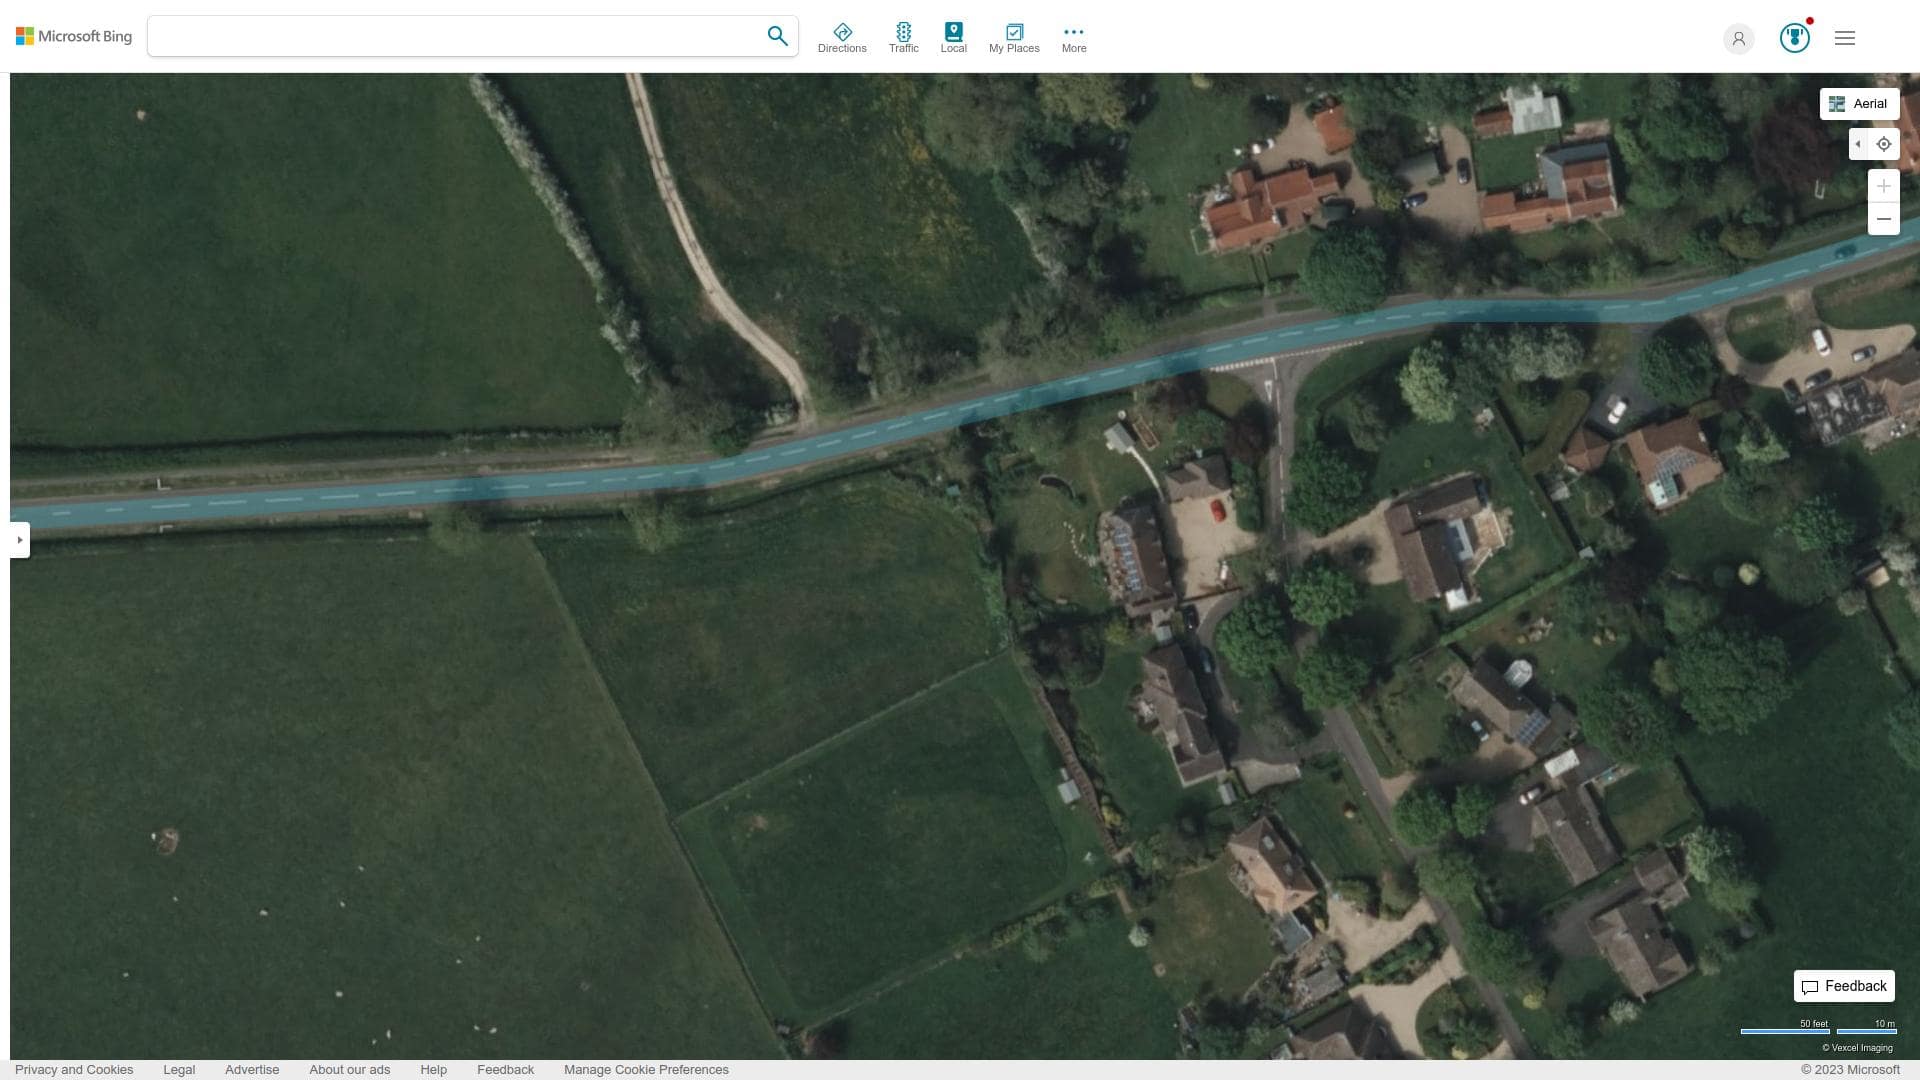 Microsoft Bing
Directions
Traffic
Local
My Places
More
Aerial
Feedback
50 feet
10 m
© Vexcel Imaging
Privacy and Cookies
Legal
Advertise
About our ads
Help
Feedback
Manage Cookie Preferences
© 2023 Microsoft